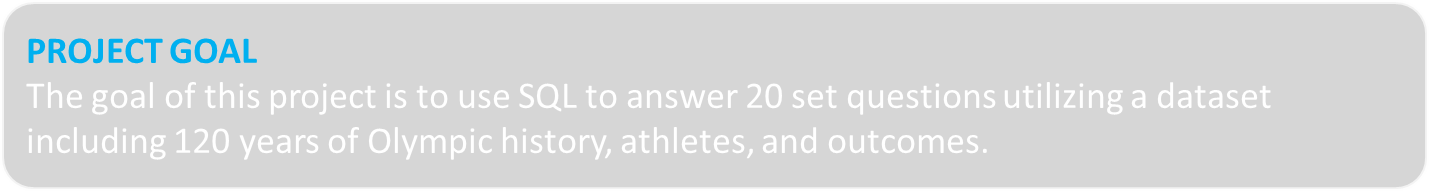 PROJECT GOAL
The goal of this project is to use SQL to answer 20 set questions utilizing a dataset
including 120 years of Olympic history, athletes, and outcomes.